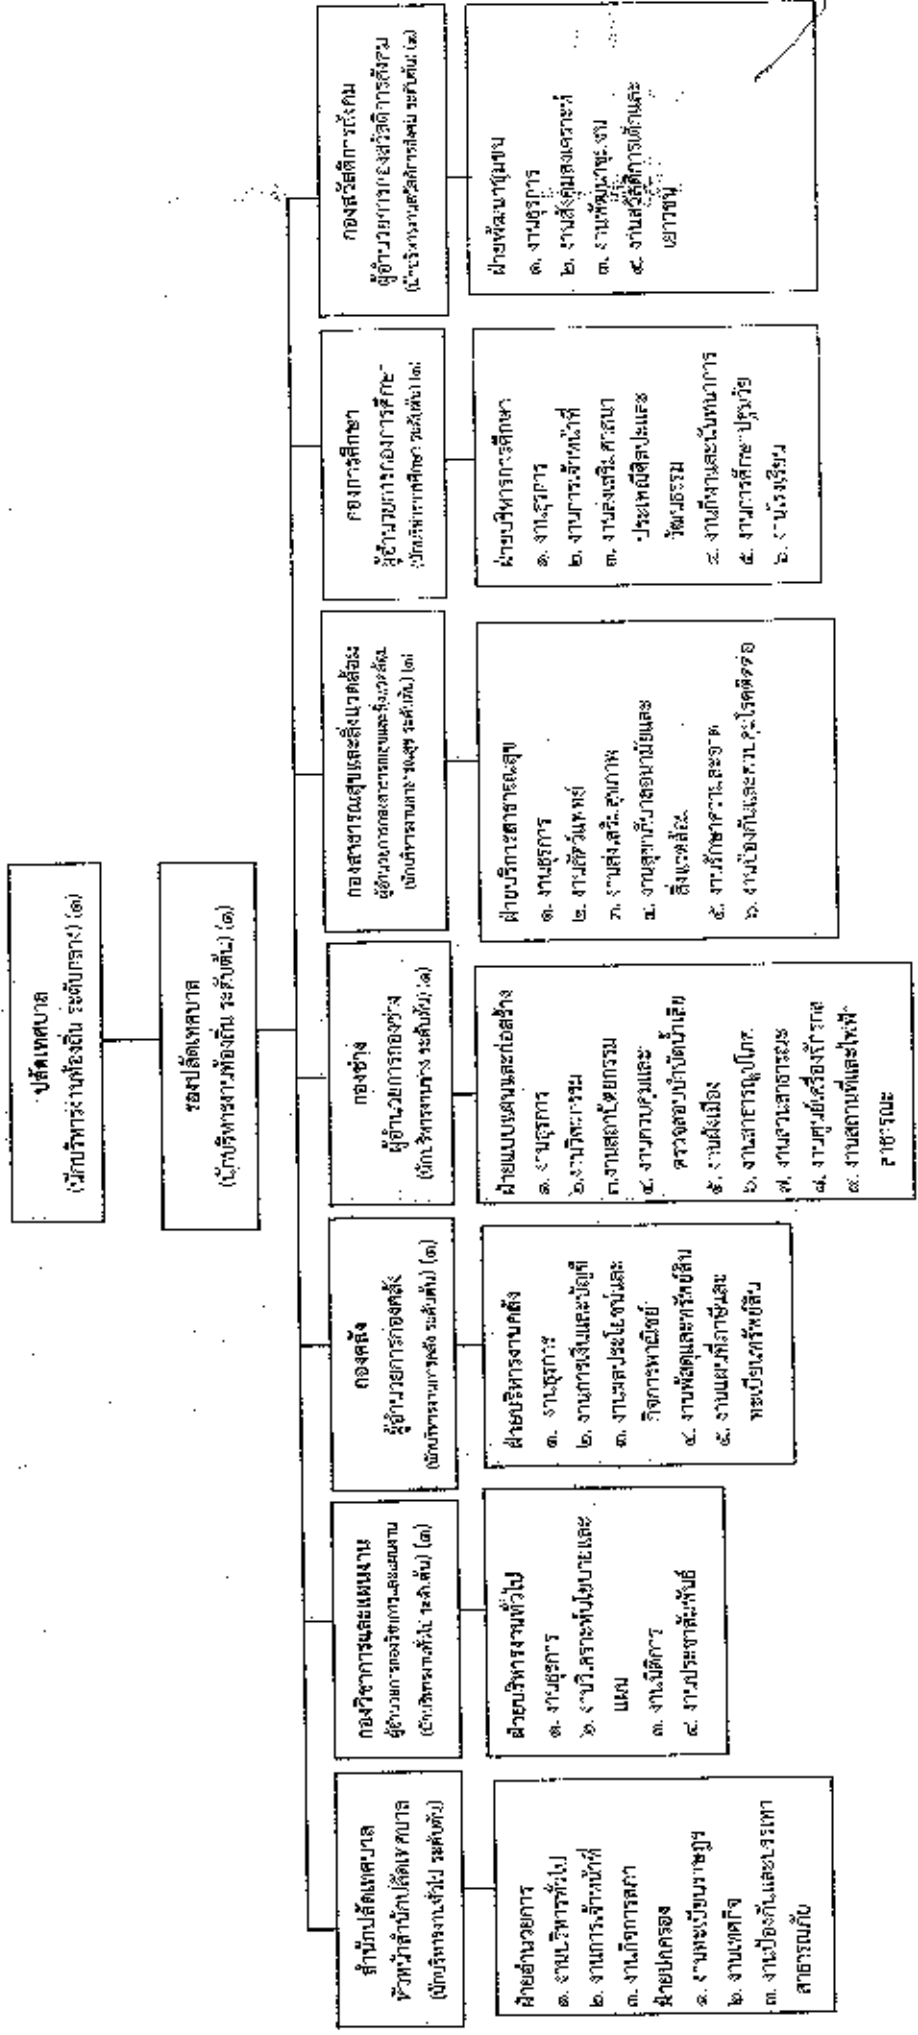 ปลัดเทศบาล
(นักบริหารงานท้องถิ่น ระดับกลาง) (๑)
รองปลัดเทศบาล
(นักบริหารงานท้องถิ่น ระดับต้น) (๑)
สำนักปลัดเทศบาล
หัวหน้าสำนักปลัดเทศบาล
(นักบริหารงานทั่วไป ระดับต้น)
ฝ่ายอำนวยการ
๑. งานบริหารทั่วไป
๒. งานการเจ้าหน้าที่
๓. งานกิจการสภา
ฝ่ายปกครอง
๑. งานทะเบียนราษฎร
๒. งานเทศกิจ
๓. งานป้องกันและบรรเทา
สาธารณภัย
กองวิชาการและแผนงาน
ผู้อำนวยการกองวิชาการและแผนงาน
(นักบริหารงานทั่วไป ระดับต้น) (๑)
ฝ่ายบริหารงานทั่วไป
๑. งานธุรการ
๒. งานวิเคราะห์นโยบายและ
แผน
๓. งานนิติการ
๔. งานประชาสัมพันธ์
กองคลัง
ผู้อำนวยการกองคลัง
(นักบริหารงานการคลัง ระดับต้น) (๑)
ฝ่ายบริหารงานคลัง
๑. งานธุรการ
๒. งานการเงินและบัญชี
๓. งานผลประโยชน์และ
กิจการพาณิชย์
๔. งานพัสดุและทรัพย์สิน
๕. งานแผนที่ภาษีและ
ทะเบียนทรัพย์สิน
กองช่าง
ผู้อำนวยการกองช่าง
(นักบริหารงานช่าง ระดับต้น) (๑)
ฝ่ายแบบแผนและก่อสร้าง
๑. งานธุรการ
๒.งานวิศวกรรม
๓.งานสถาปัตยกรรม
๔. งานควบคุมและ
ตรวจสอบบำบัดน้ำเสีย
๕. งานผังเมือง
๖. งานสาธารณูปโภค
๗. งานสวนสาธารณะ
๘. งานศูนย์เครื่องจักรกล
๙. งานสถานที่และไฟฟ้า
สาธารณะ
กองสาธารณสุขและสิ่งแวดล้อม
ผู้อำนวยการกองสาธารณสุขและสิ่งแวดล้อม
(นักบริหารงานสาธารณสุข ระดับต้น) (๑)
ฝ่ายบริการสาธารณสุข
๑. งานธุรการ
๒. งานสัตวแพทย์
๓. งานส่งเสริมสุขภาพ
๔. งานสุขาภิบาลอนามัยและ
สิ่งแวดล้อม
๕. งานรักษาความสะอาด
๖. งานป้องกันและควบคุมโรคติดต่อ
กองการศึกษา
ผู้อำนวยการกองการศึกษา
(นักบริหารการศึกษา ระดับต้น) (๑)
ฝ่ายบริหารการศึกษา
๑. งานธุรการ
๒. งานการเจ้าหน้าที่
๓. งานส่งเสริมศาสนา
ประเพณีศิลปะและ
วัฒนธรรม
๔. งานกีฬาและนันทนาการ
๕. งานการศึกษาปฐมวัย
๖. งานโรงเรียน
กองสวัสดิการสังคม
ผู้อำนวยการกองสวัสดิการสังคม
(นักบริหารงานสวัสดิการสังคม ระดับต้น) (๑)
ฝ่ายพัฒนาชุมชน
๑. งานธุรการ
๒. งานสังคมสงเคราะห์
๓. งานพัฒนาชุมชน
๔. งานสวัสดิการเด็กและ
เยาวชน